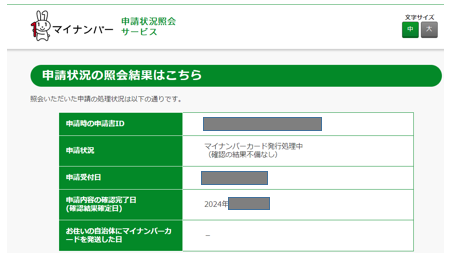 マイナンバー
申請状況照会
サービス
文字サイズ
中 大
申請状況の照会結果はこちら
照会いただいた申請の処理状況は以下の通りです。
申請時の申請書ID
申請状況
マイナンバーカード発行処理中
（確認の結果不備なし）
申請受付日
申請内容の確認完了日
(確認結果確定日)
2024年
お住いの自治体にマイナンバーカ
ードを発送した日
－